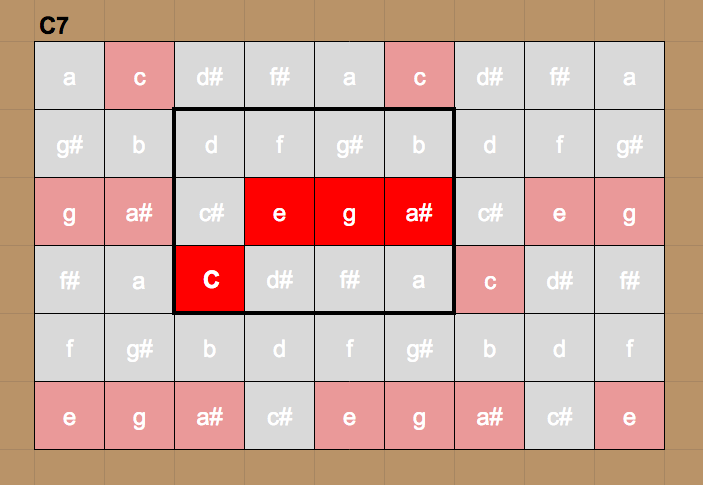 C7
a c d# f# a c d# f# a
g# b d f g# b d f g#
g a# c# e g a# c# e g
f# a C d# f# a c d# f#
f g# b d f g# b d f
e g a# c# e g a# c# e